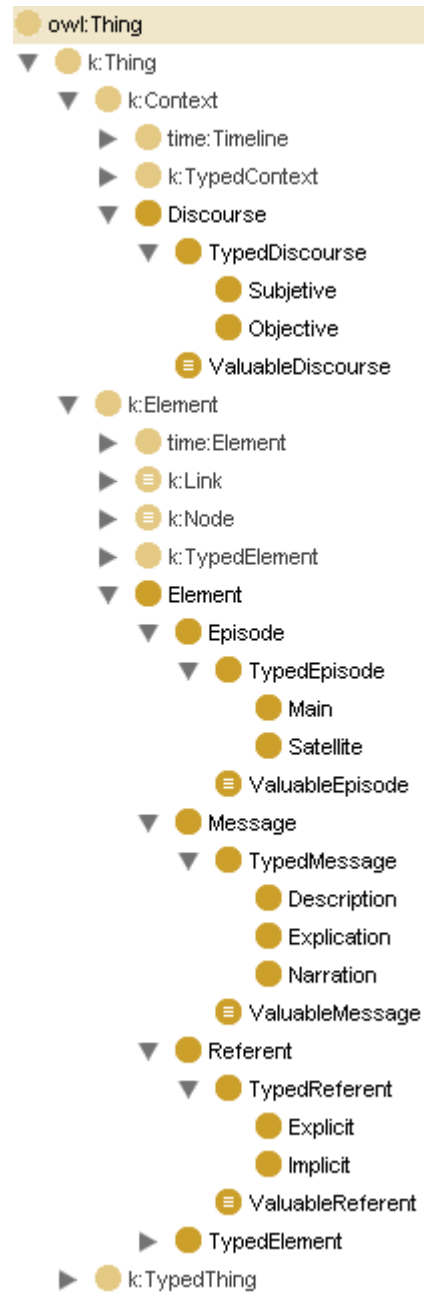 owl:Thing
k:Thing
k:Context
time:Timeline
k:TypedContext
Discourse
TypedDiscourse
Subjetive
Objective
ValuableDiscourse
k:Element
time:Element
k:Link
k:Node
k:TypedElement
Element
Episode
TypedEpisode
Main
Satellite
ValuableEpisode
Message
TypedMessage
Description
Explication
Narration
ValuableMessage
Referent
TypedReferent
Explicit
Implicit
ValuableReferent
TypedElement
k:TypedThing